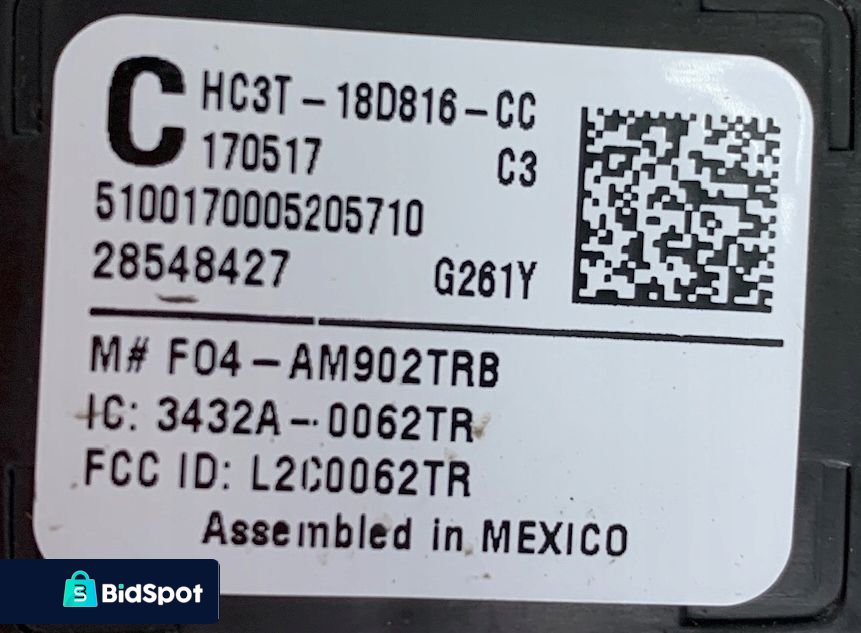 C HC3T-18D816-CC
170517 C3
5100170005205710
28548427 G261Y
M# F04-AM902TRB
IC: 3432A-0062TR
FCC ID: L2C0062TR
Assembled in MEXICO
BidSpot